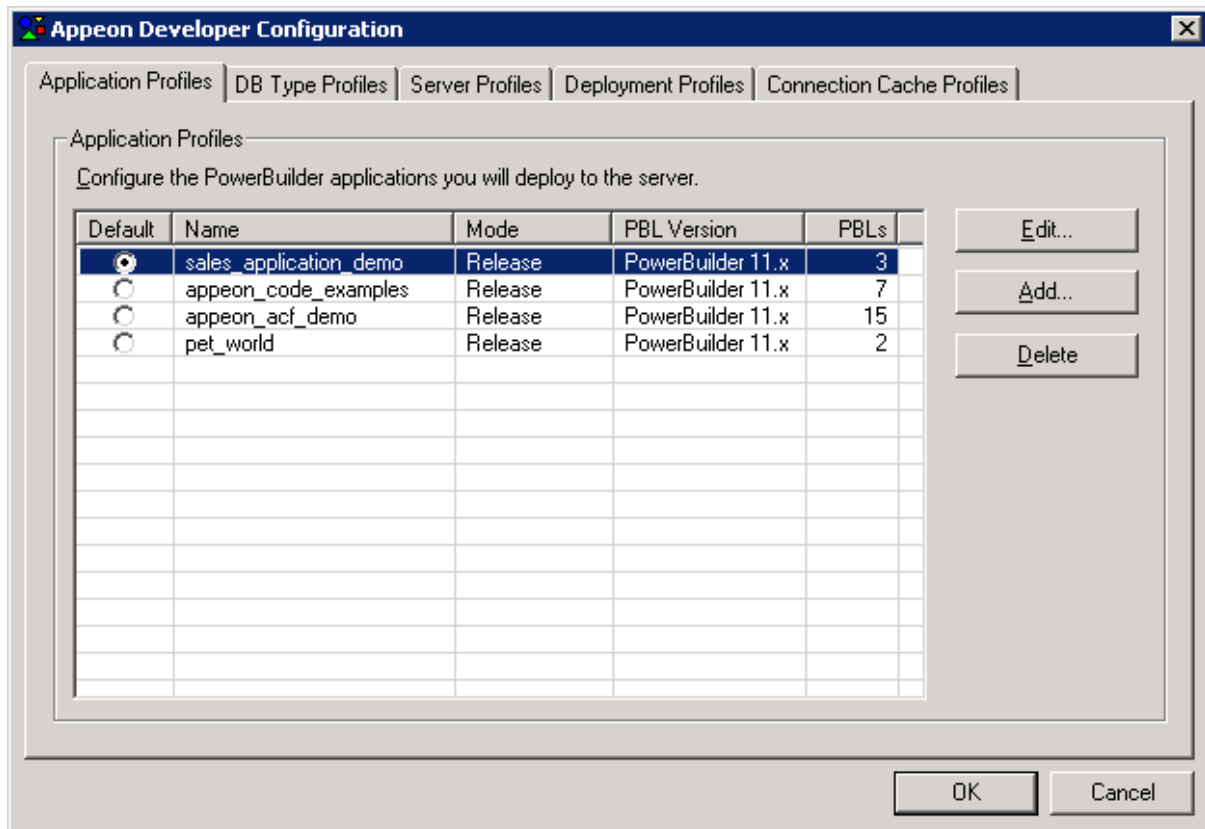 Appeon Developer Configuration
Application Profiles DB Type Profiles Server Profiles Deployment Profiles Connection Cache Profiles
Application Profiles
Configure the PowerBuilder applications you will deploy to the server.
Default Name Mode PBL Version PBLs
sales_application_demo Release PowerBuilder 11.x 3
appeon_code_examples Release PowerBuilder 11.x 7
appeon_acf_demo Release PowerBuilder 11.x 15
pet_world Release PowerBuilder 11.x 2
Edit...
Add...
Delete
OK Cancel